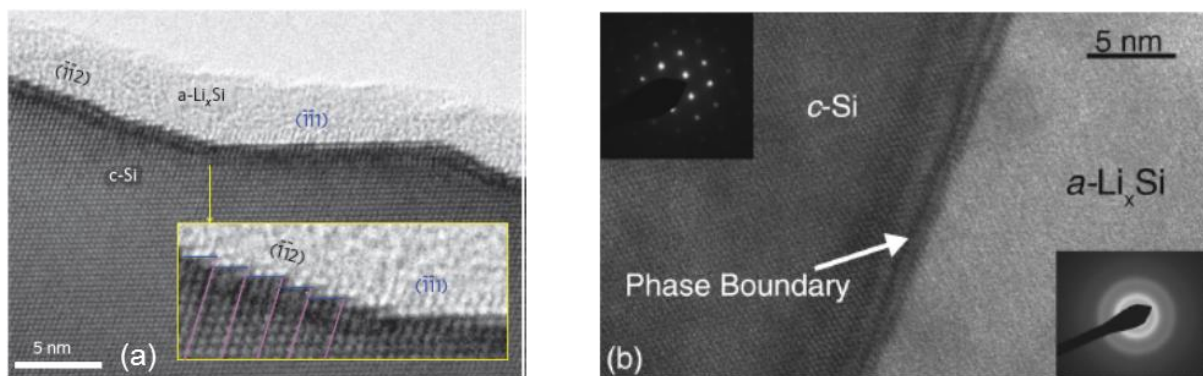 (1̄1̄2)
a-LiₓSi
(1̄1̄1)
c-Si
(1̄1̄2)
(1̄1̄1)
5 nm
(a)
5 nm
c-Si
a-LiₓSi
Phase Boundary
(b)